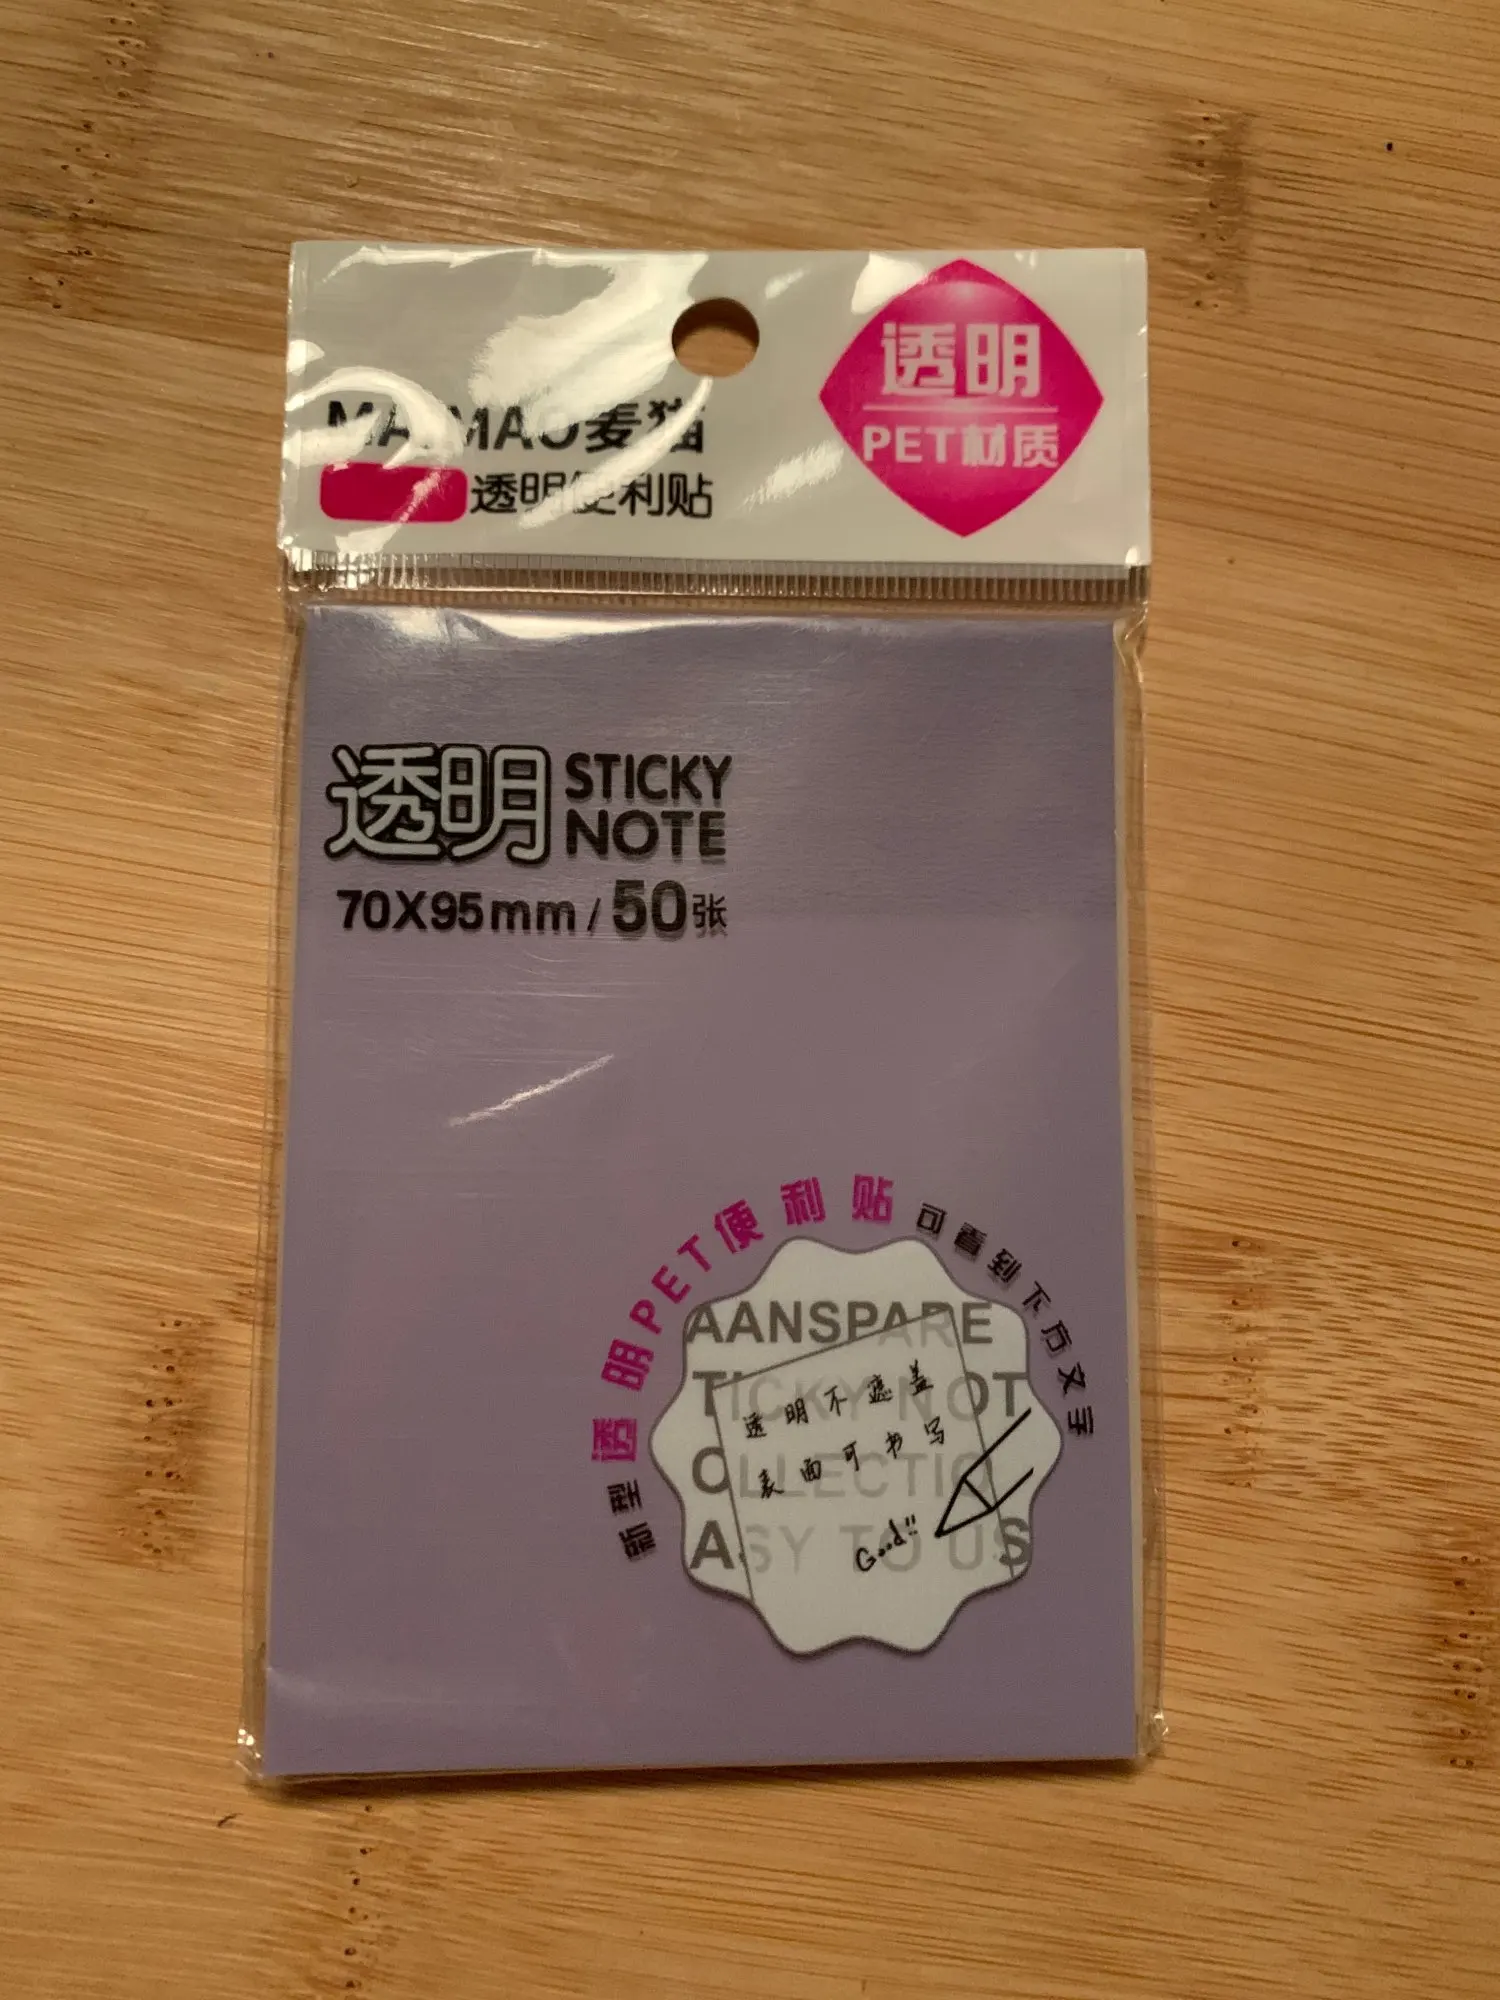 透明
PET材质
MAIMAO麦猫
透明便利贴
透明 STICKY NOTE
70X95mm/50张
新型透明PET便利贴可看到下后文字
AANSPARE
TICKY NOT
OLLECTIO
ASY TO US
透明不遮盖
表面可书写
Good!!